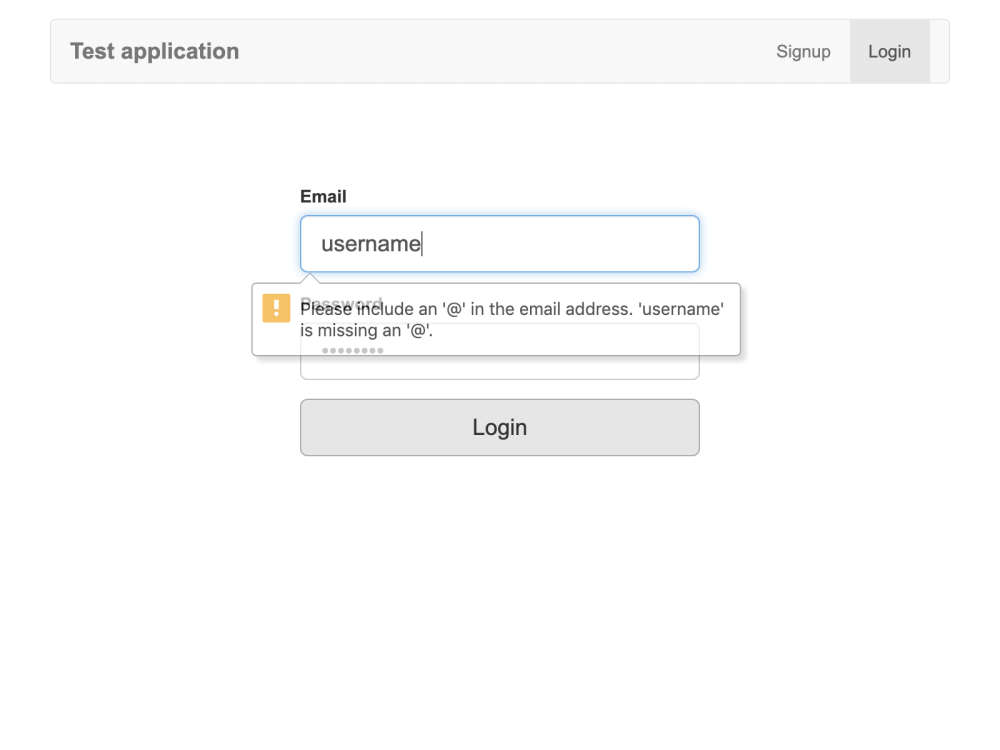 Test application
Signup
Login
Email
username
Password
Please include an '@' in the email address. 'username'
is missing an '@'.
••••••••
Login